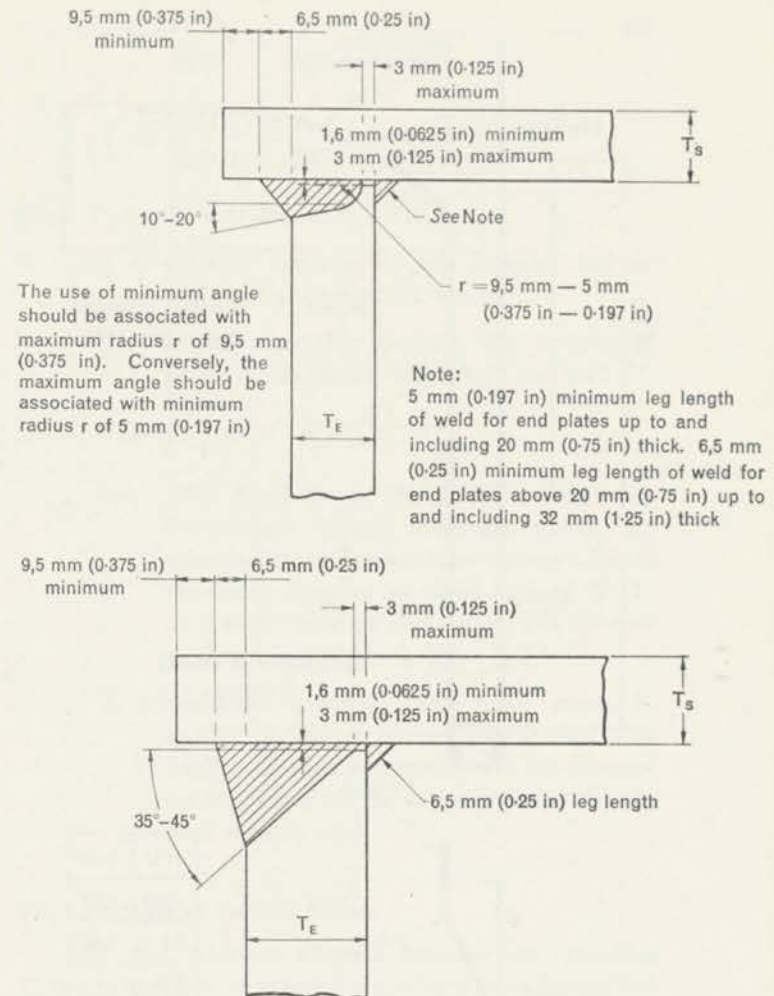 9,5 mm (0·375 in)
minimum
6,5 mm (0·25 in)
3 mm (0·125 in)
maximum
1,6 mm (0·0625 in) minimum
3 mm (0·125 in) maximum
T_S
10°–20°
See Note
r = 9,5 mm — 5 mm
(0·375 in — 0·197 in)
The use of minimum angle
should be associated with
maximum radius r of 9,5 mm
(0·375 in). Conversely, the
maximum angle should be
associated with minimum
radius r of 5 mm (0·197 in)
T_E
Note:
5 mm (0·197 in) minimum leg length
of weld for end plates up to and
including 20 mm (0·75 in) thick. 6,5 mm
(0·25 in) minimum leg length of weld for
end plates above 20 mm (0·75 in) up to
and including 32 mm (1·25 in) thick
9,5 mm (0·375 in)
minimum
6,5 mm (0·25 in)
3 mm (0·125 in)
maximum
1,6 mm (0·0625 in) minimum
3 mm (0·125 in) maximum
T_S
35°–45°
6,5 mm (0·25 in) leg length
T_E